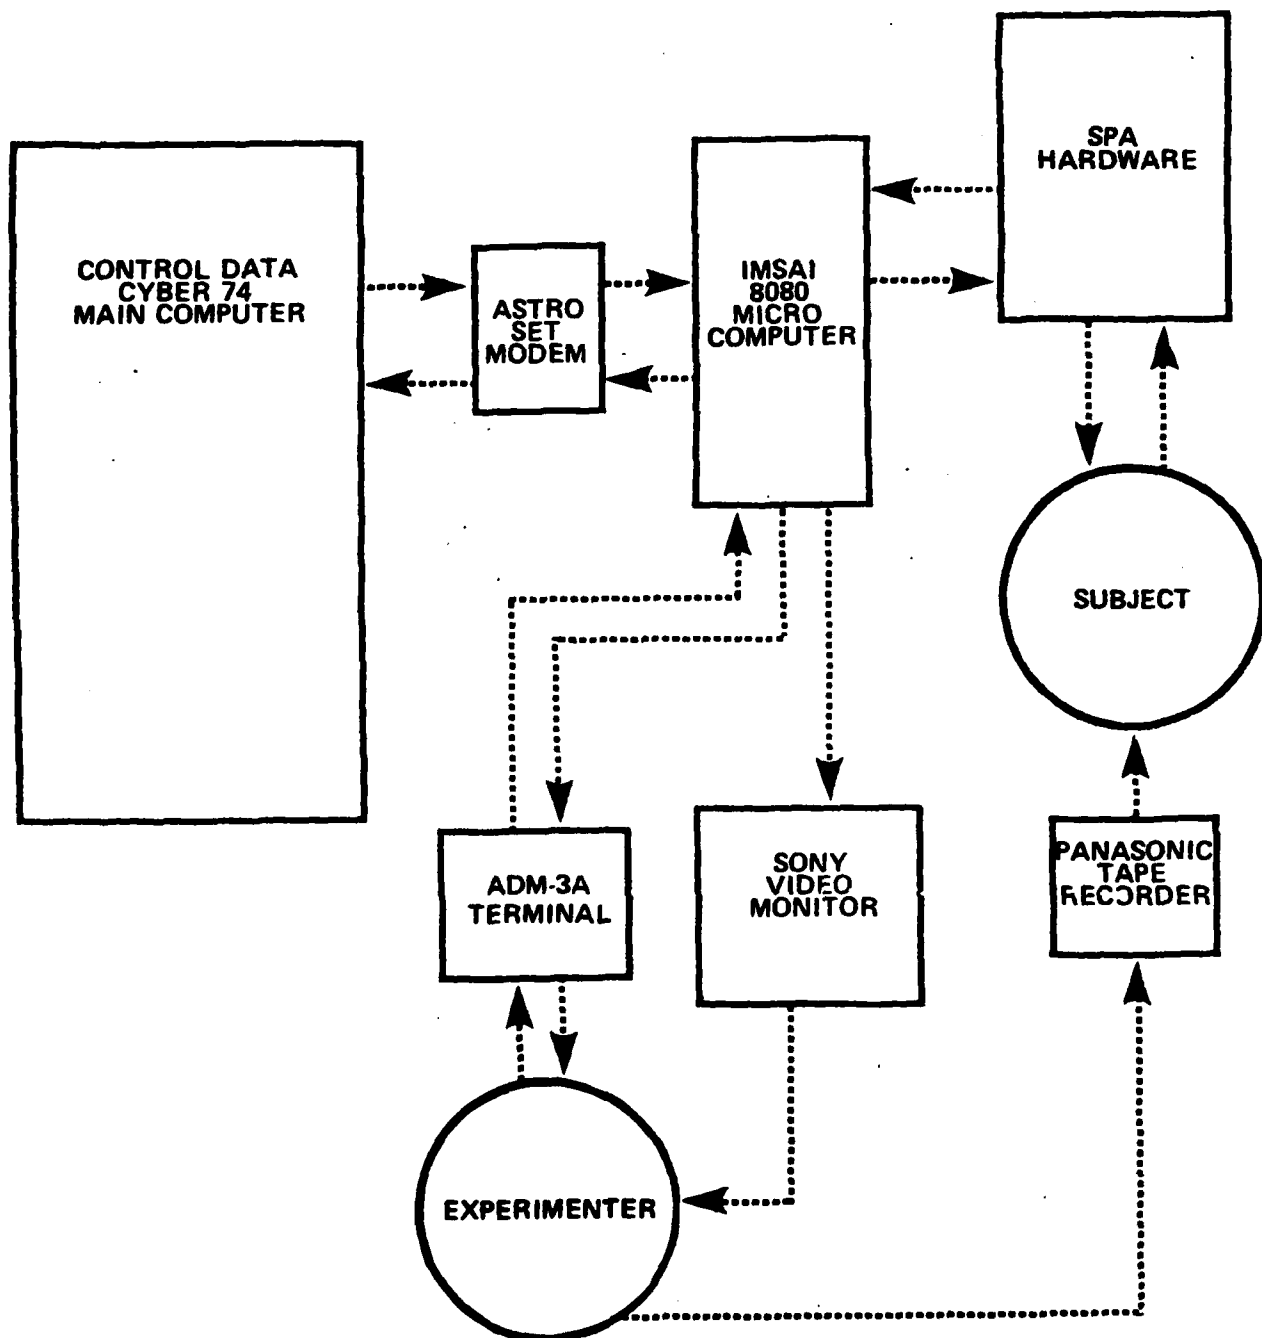 SPA
HARDWARE
CONTROL DATA
CYBER 74
MAIN COMPUTER
ASTRO
SET
MODEM
IMSAI
8080
MICRO
COMPUTER
SUBJECT
ADM-3A
TERMINAL
SONY
VIDEO
MONITOR
PANASONIC
TAPE
RECORDER
EXPERIMENTER